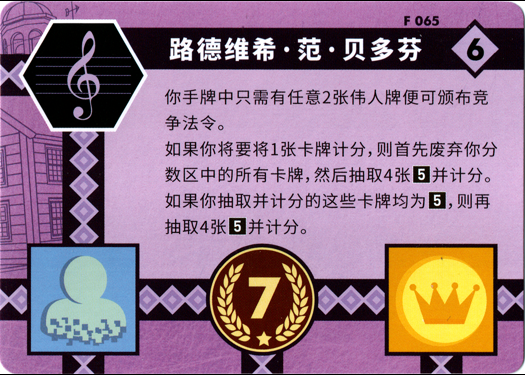 F 065
路德维希·范·贝多芬
6
你手牌中只需有任意2张伟人牌便可颁布竞
争法令。
如果你将要将1张卡牌计分，则首先废弃你分
数区中的所有卡牌，然后抽取4张5并计分。
如果你抽取并计分的这些卡牌均为5，则再
抽取4张5并计分。
7